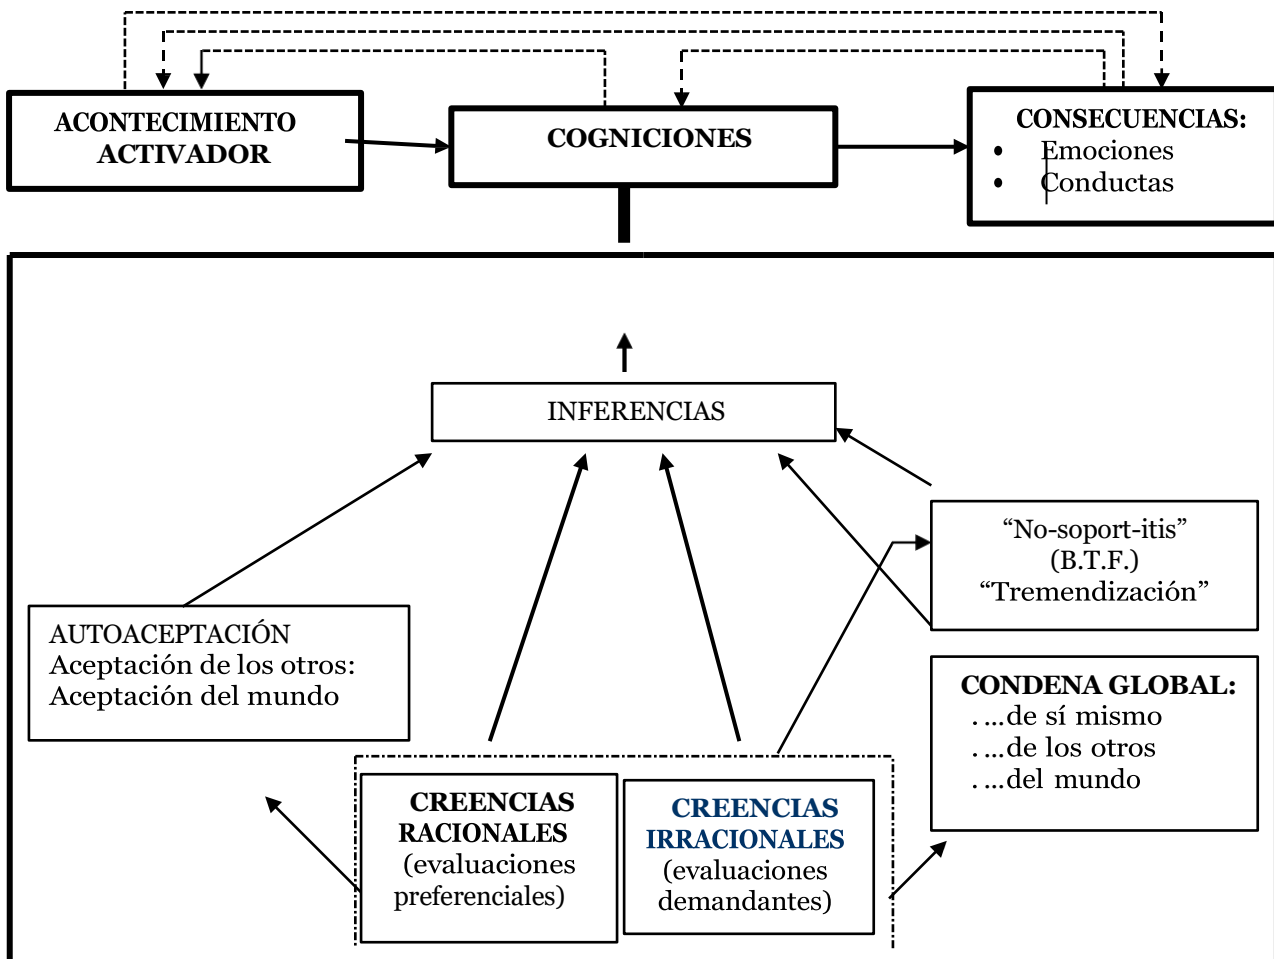 ACONTECIMIENTO
ACTIVADOR
COGNICIONES
CONSECUENCIAS:
• Emociones
• Conductas
INFERENCIAS
“No-soport-itis”
(B.T.F.)
“Tremendización”
AUTOACEPTACIÓN
Aceptación de los otros:
Aceptación del mundo
CONDENA GLOBAL:
. ...de sí mismo
. ...de los otros
. ...del mundo
CREENCIAS
RACIONALES
(evaluaciones
preferenciales)
CREENCIAS
IRRACIONALES
(evaluaciones
demandantes)